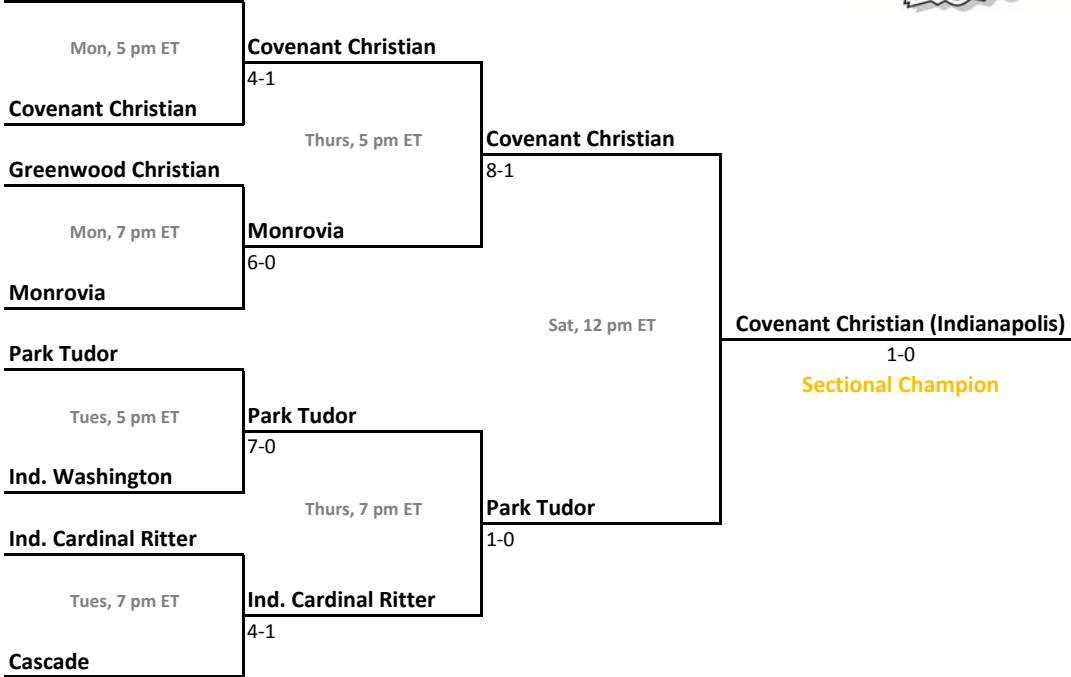 Mon, 5 pm ET
Covenant Christian
4-1
Covenant Christian
Thurs, 5 pm ET
Covenant Christian
8-1
Greenwood Christian
Mon, 7 pm ET
Monrovia
6-0
Monrovia
Sat, 12 pm ET
Covenant Christian (Indianapolis)
1-0
Sectional Champion
Park Tudor
Tues, 5 pm ET
Park Tudor
7-0
Ind. Washington
Thurs, 7 pm ET
Park Tudor
1-0
Ind. Cardinal Ritter
Tues, 7 pm ET
Ind. Cardinal Ritter
4-1
Cascade